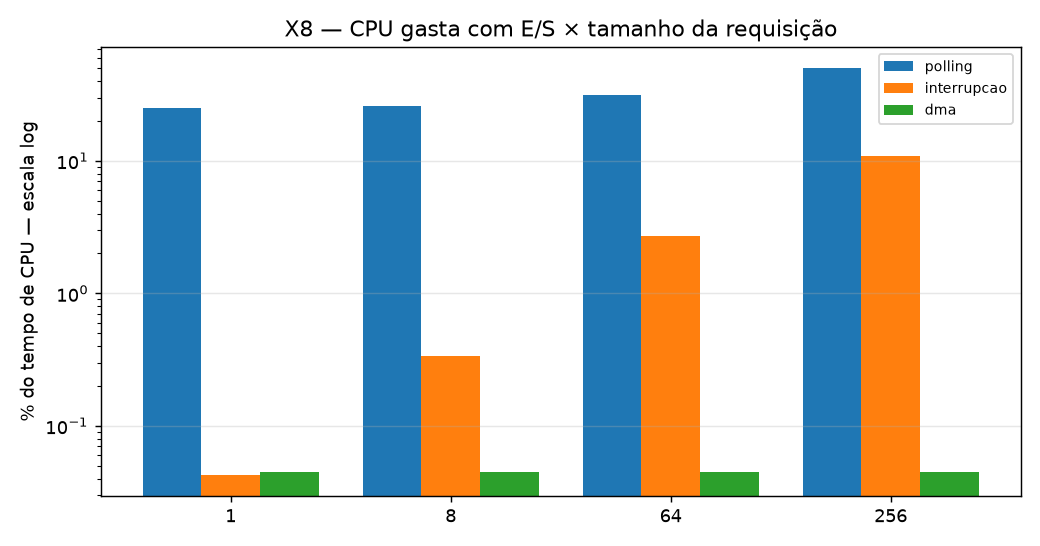 X8 — CPU gasta com E/S × tamanho da requisição
% do tempo de CPU — escala log
10¹
10⁰
10⁻¹
polling
interrupcao
dma
1 8 64 256